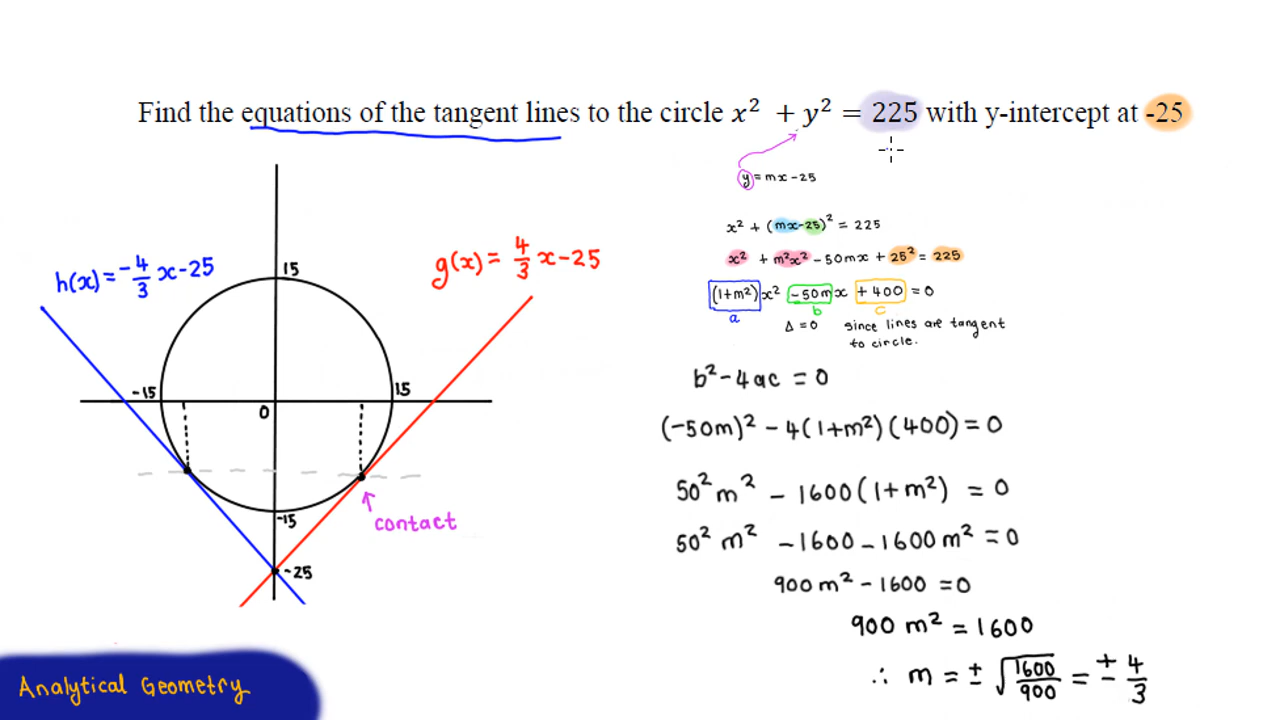 Find the equations of the tangent lines to the circle x² + y² = 225 with y-intercept at -25
y = mx - 25
x² + (mx-25)² = 225
x² + m²x² - 50mx + 25² = 225
(1+m²)x² - 50mx + 400 = 0
a b c
Δ = 0 since lines are tangent
to circle.
b² - 4ac = 0
(-50m)² - 4(1+m²)(400) = 0
50² m² - 1600(1+m²) = 0
50² m² - 1600 - 1600m² = 0
900m² - 1600 = 0
900 m² = 1600
∴ m = ± √(1600/900) = ± 4/3
h(x) = -4/3 x - 25
g(x) = 4/3 x - 25
15
-15
15
0
-15
contact
-25
Analytical Geometry